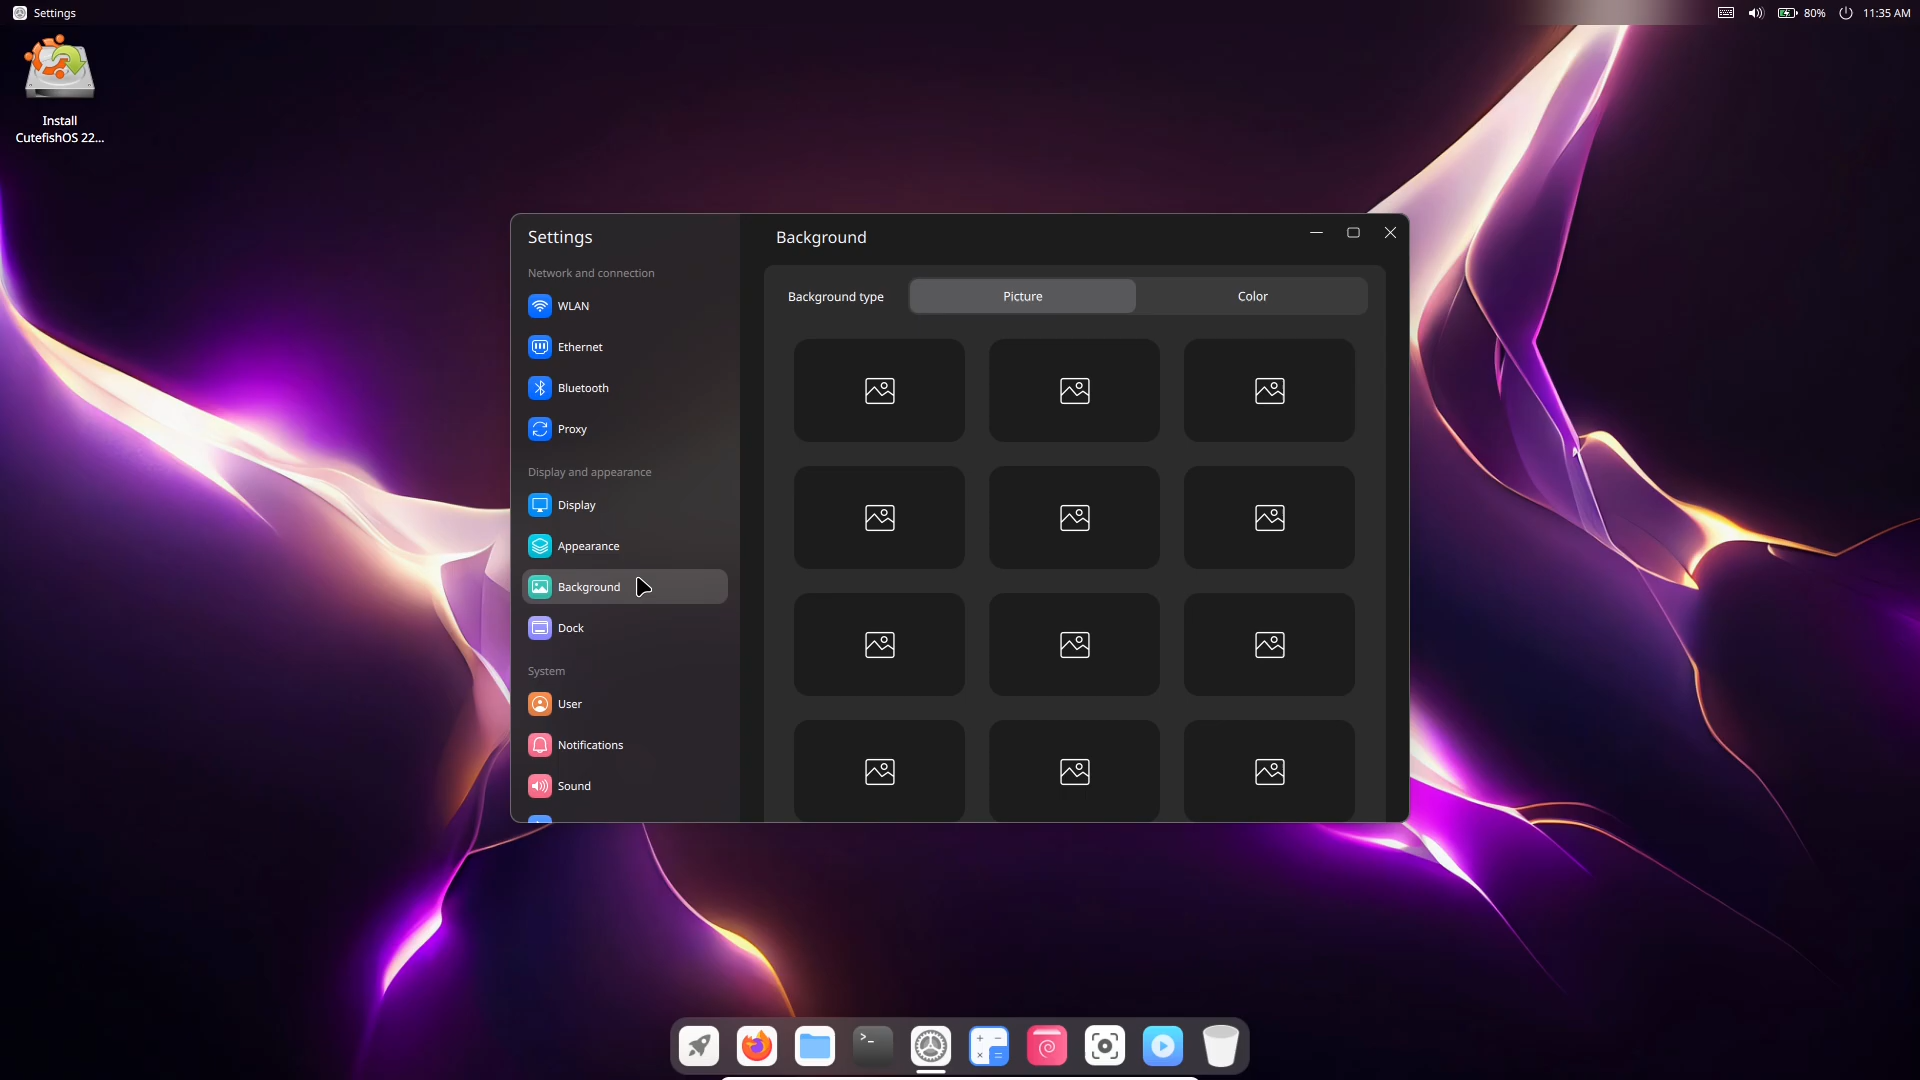 Settings
80%
11:35 AM
Install
CutefishOS 22...
Settings
Network and connection
WLAN
Ethernet
Bluetooth
Proxy
Display and appearance
Display
Appearance
Background
Dock
System
User
Notifications
Sound
Background
Background type
Picture
Color